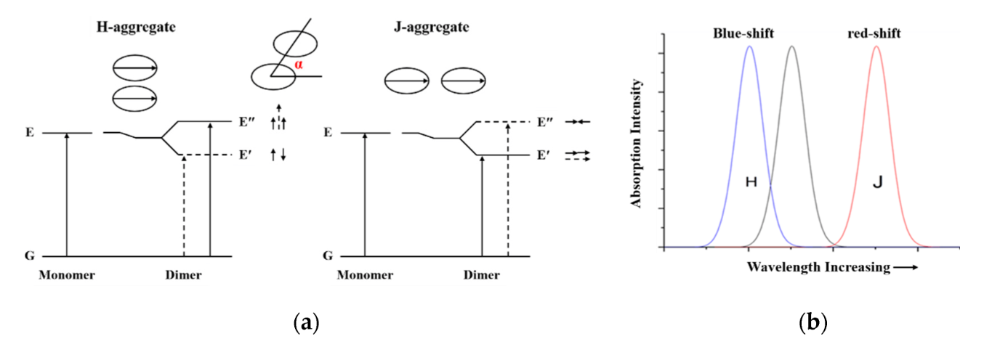 H-aggregate
α
E
E″
E′
G
Monomer
Dimer
J-aggregate
E
E″
E′
G
Monomer
Dimer
(a)
Blue-shift
red-shift
Absorption Intensity
H
J
Wavelength Increasing
(b)